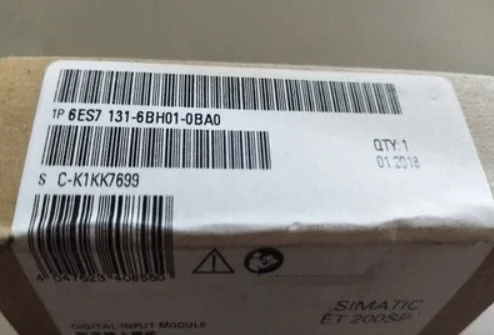 1P 6ES7 131-6BH01-0BA0
QTY:1
01.2018
S C-K1KK7699
SIMATIC
ET 200SP
DIGITAL INPUT MODULE